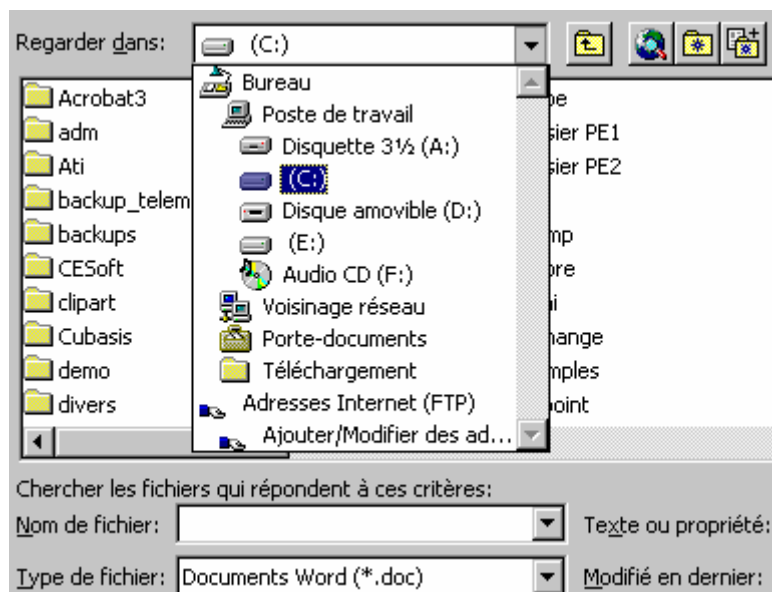 Regarder dans: (C:)
Bureau
Acrobat3 Poste de travail
adm Disquette 3½ (A:) sier PE1
Ati (C:) sier PE2
backup_telem Disque amovible (D:)
backups (E:)
CESoft Audio CD (F:)
clipart Voisinage réseau
Cubasis Porte-documents
demo Téléchargement
divers Adresses Internet (FTP)
Ajouter/Modifier des ad...
Chercher les fichiers qui répondent à ces critères:
Nom de fichier: Texte ou propriété:
Type de fichier: Documents Word (*.doc) Modifié en dernier: